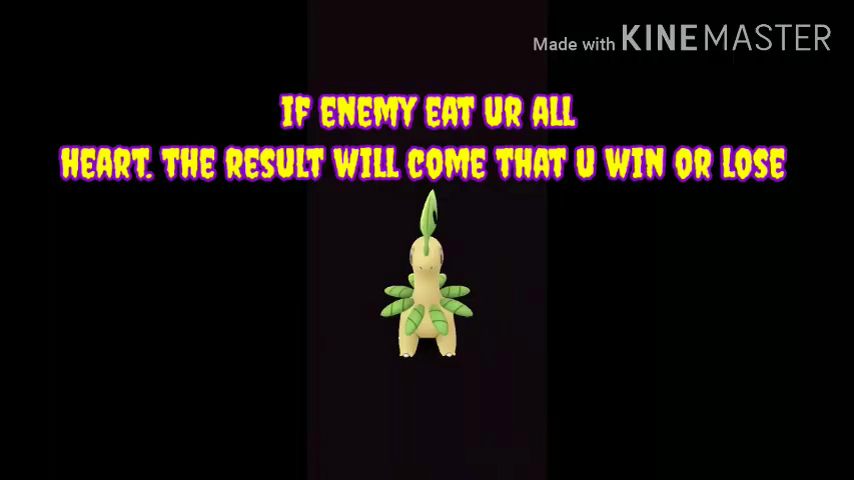 Made with KINEMASTER
IF ENEMY EAT UR ALL
HEART. THE RESULT WILL COME THAT U WIN OR LOSE